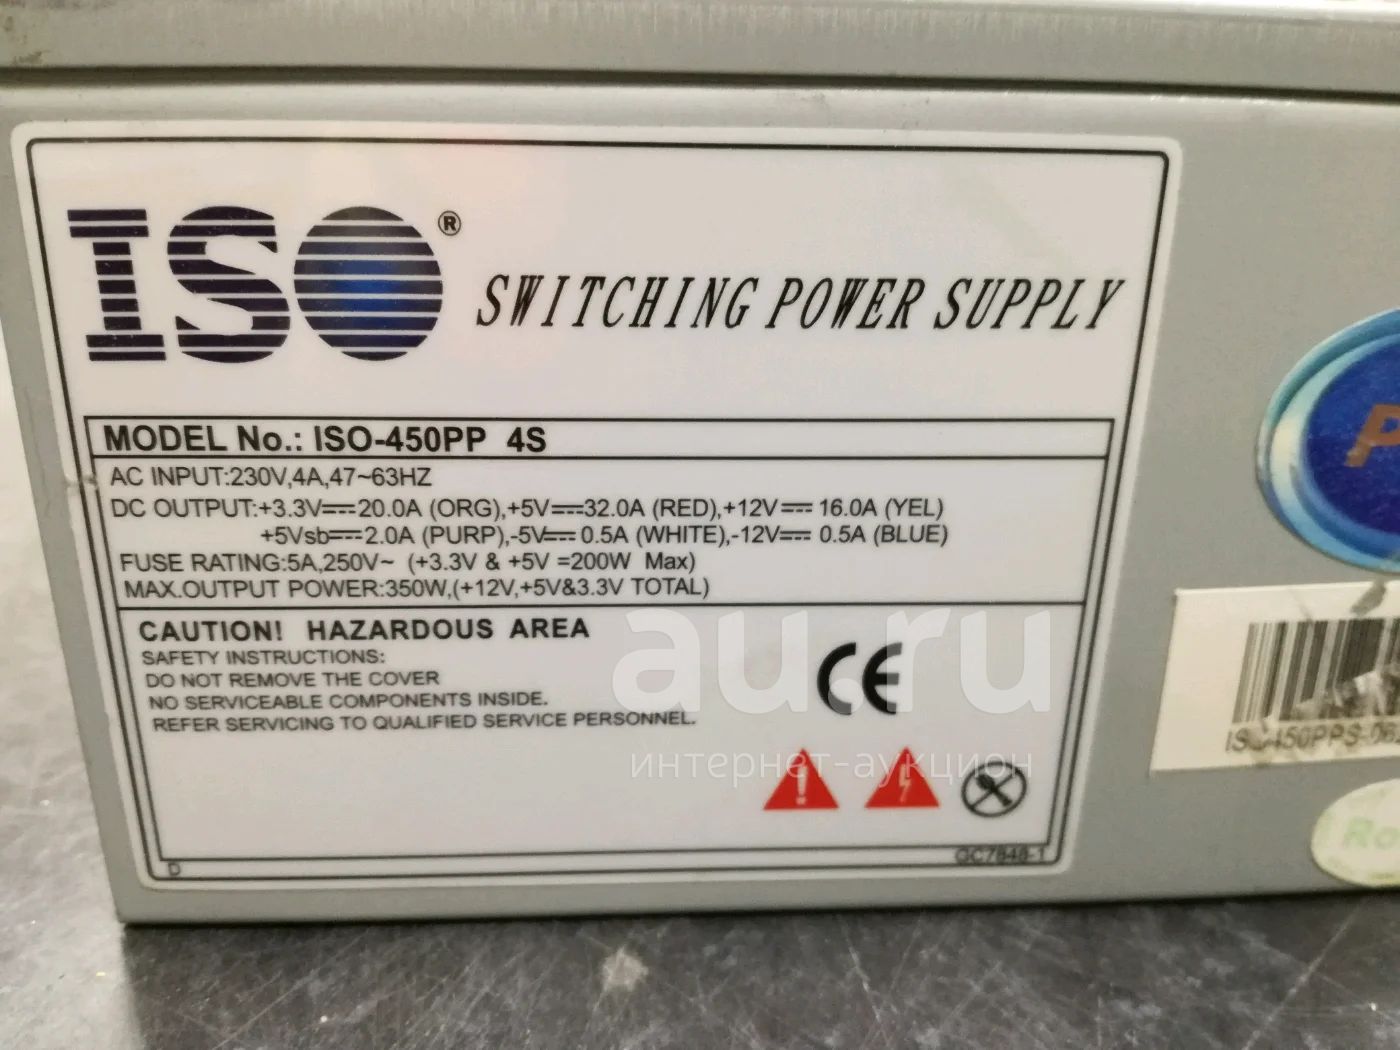 ISO®
SWITCHING POWER SUPPLY
MODEL No.: ISO-450PP 4S
AC INPUT:230V,4A,47~63HZ
DC OUTPUT:+3.3V⎓20.0A (ORG),+5V⎓32.0A (RED),+12V⎓ 16.0A (YEL)
+5Vsb⎓2.0A (PURP),-5V⎓ 0.5A (WHITE),-12V⎓ 0.5A (BLUE)
FUSE RATING:5A,250V~ (+3.3V & +5V =200W Max)
MAX.OUTPUT POWER:350W,(+12V,+5V&3.3V TOTAL)
CAUTION! HAZARDOUS AREA
SAFETY INSTRUCTIONS:
DO NOT REMOVE THE COVER
NO SERVICEABLE COMPONENTS INSIDE.
REFER SERVICING TO QUALIFIED SERVICE PERSONNEL.
CE
au.ru
интернет-аукцион
D
GC7848-1
P
Ro